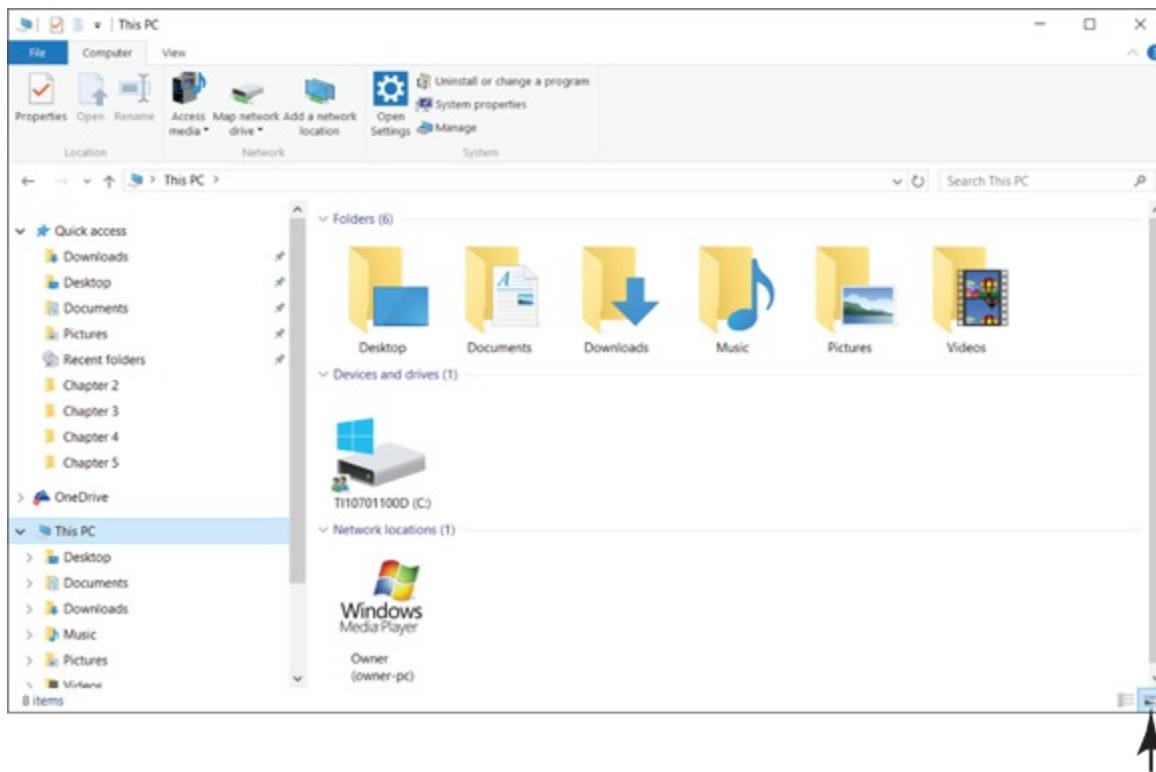 This PC
File Computer View
Properties Open Rename Access media Map network drive Add a network location Open Settings Uninstall or change a program
System properties
Manage
Location Network System
This PC Search This PC
Quick access
Downloads
Desktop
Documents
Pictures
Recent folders
Chapter 2
Chapter 3
Chapter 4
Chapter 5
OneDrive
This PC
Desktop
Documents
Downloads
Music
Pictures
Videos
Folders (6)
Desktop Documents Downloads Music Pictures Videos
Devices and drives (1)
TI10701100D (C:)
Network locations (1)
Windows
Media Player
Owner
(owner-pc)
8 items